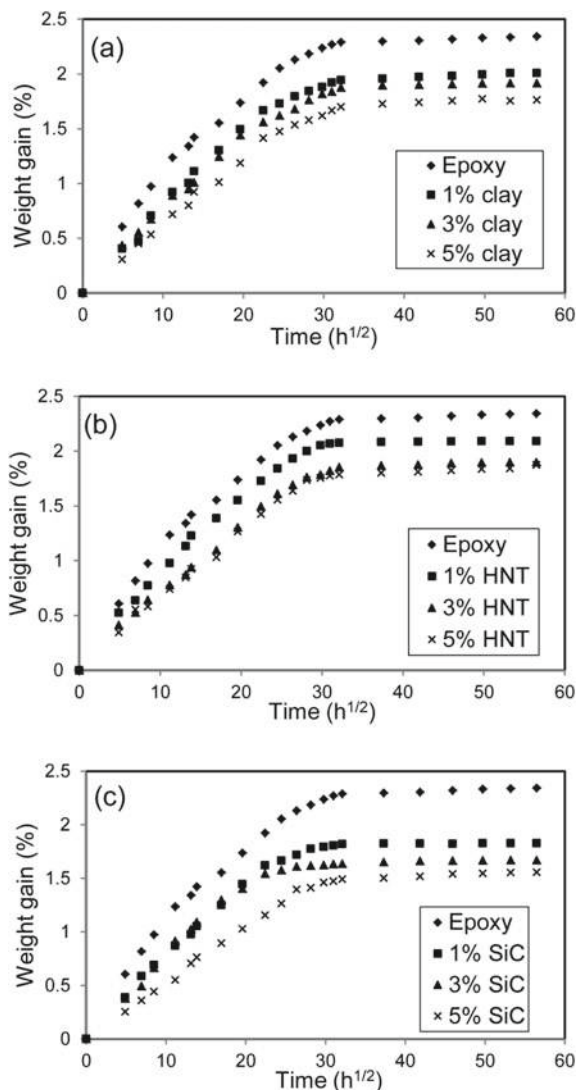 (a)
2.5
2
1.5
1
0.5
0
Weight gain (%)
Epoxy
1% clay
3% clay
5% clay
0 10 20 30 40 50 60
Time (h1/2)
(b)
2.5
2
1.5
1
0.5
0
Weight gain (%)
Epoxy
1% HNT
3% HNT
5% HNT
0 10 20 30 40 50 60
Time (h1/2)
(c)
2.5
2
1.5
1
0.5
0
Weight gain (%)
Epoxy
1% SiC
3% SiC
5% SiC
0 10 20 30 40 50 60
Time (h1/2)